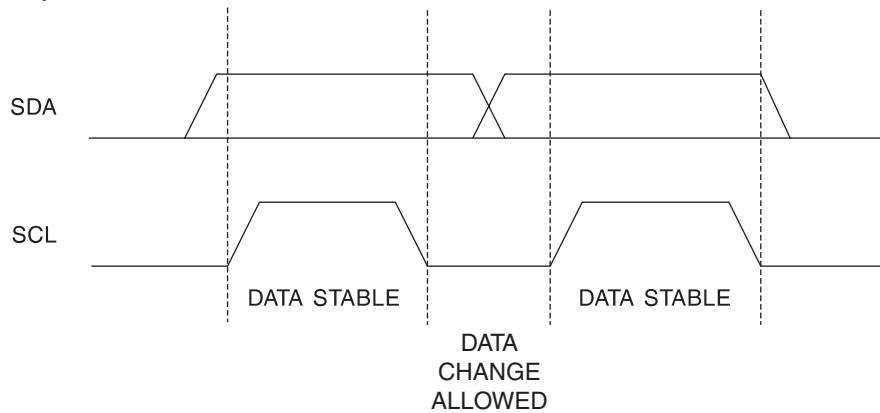 SDA
SCL
DATA STABLE
DATA STABLE
DATA
CHANGE
ALLOWED